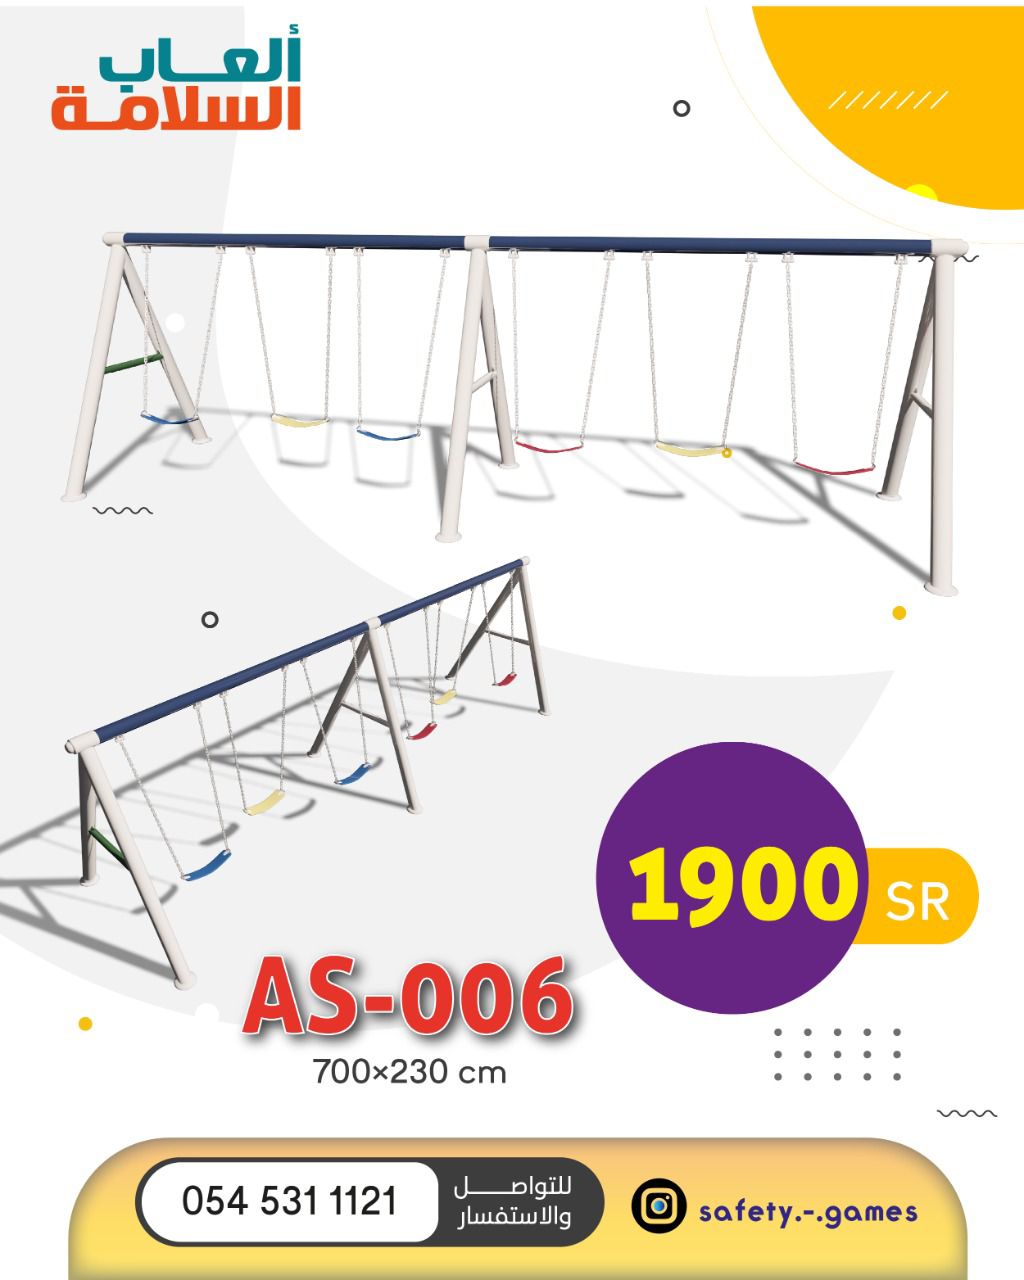 ألعاب
السلامة
1900 SR
AS-006
700×230 cm
054 531 1121
للتواصل
والاستفسار
safety.-.games